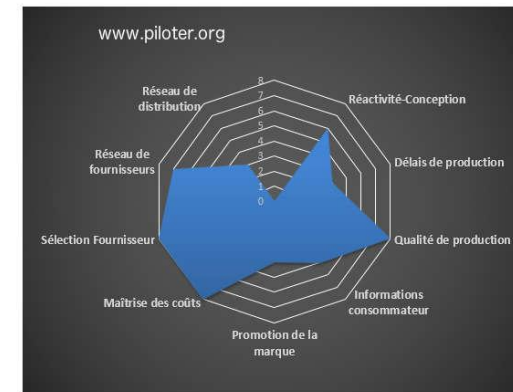 www.piloter.org
8
7
6
5
4
3
2
1
0
Réactivité-Conception
Délais de production
Qualité de production
Informations
consommateur
Promotion de la
marque
Maîtrise des coûts
Sélection Fournisseur
Réseau de
fournisseurs
Réseau de
distribution